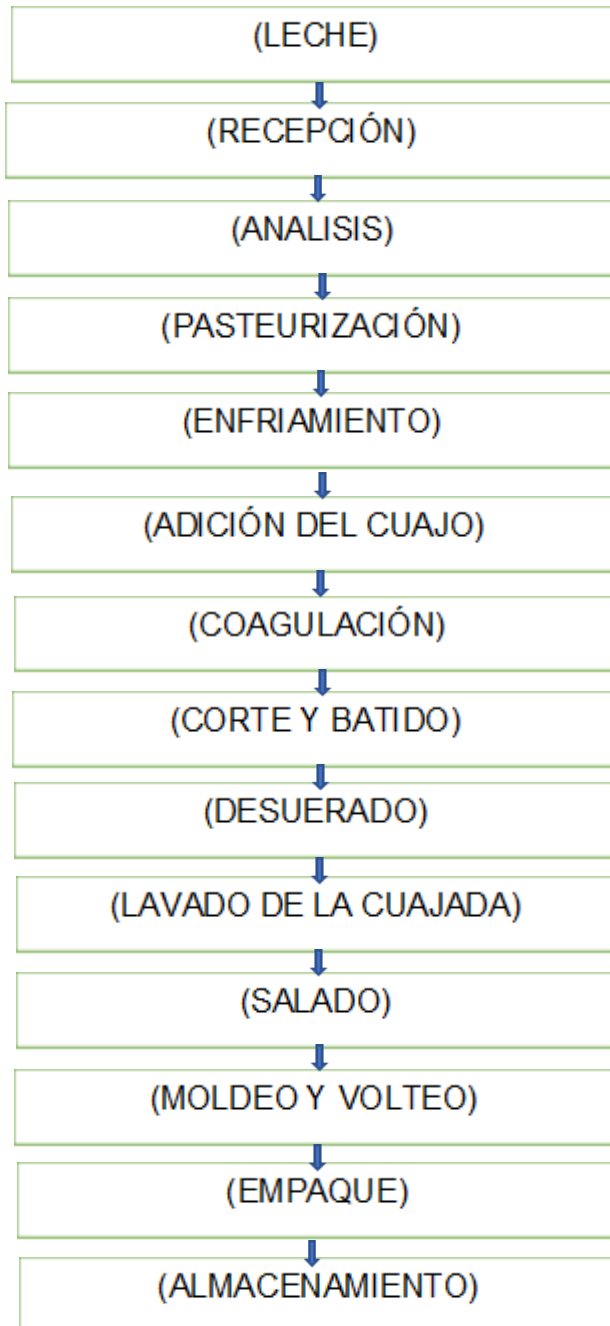 (LECHE)
(RECEPCIÓN)
(ANALISIS)
(PASTEURIZACIÓN)
(ENFRIAMIENTO)
(ADICIÓN DEL CUAJO)
(COAGULACIÓN)
(CORTE Y BATIDO)
(DESUERADO)
(LAVADO DE LA CUAJADA)
(SALADO)
(MOLDEO Y VOLTEO)
(EMPAQUE)
(ALMACENAMIENTO)